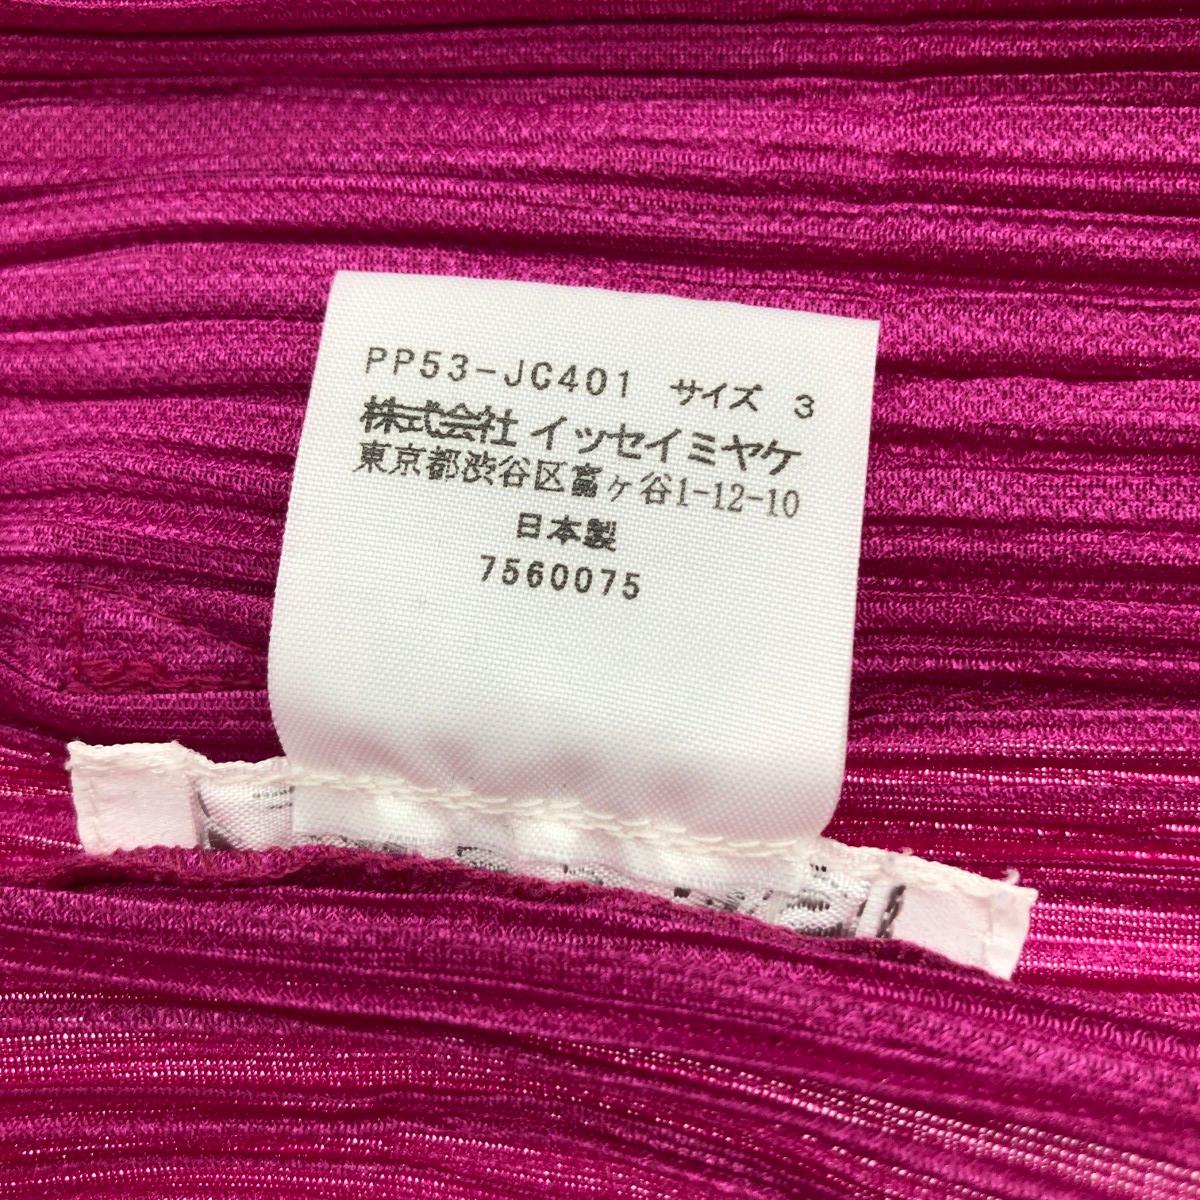 PP53-JC401 サイズ 3
株式会社 イッセイミヤケ
東京都渋谷区富ヶ谷1-12-10
日本製
7560075